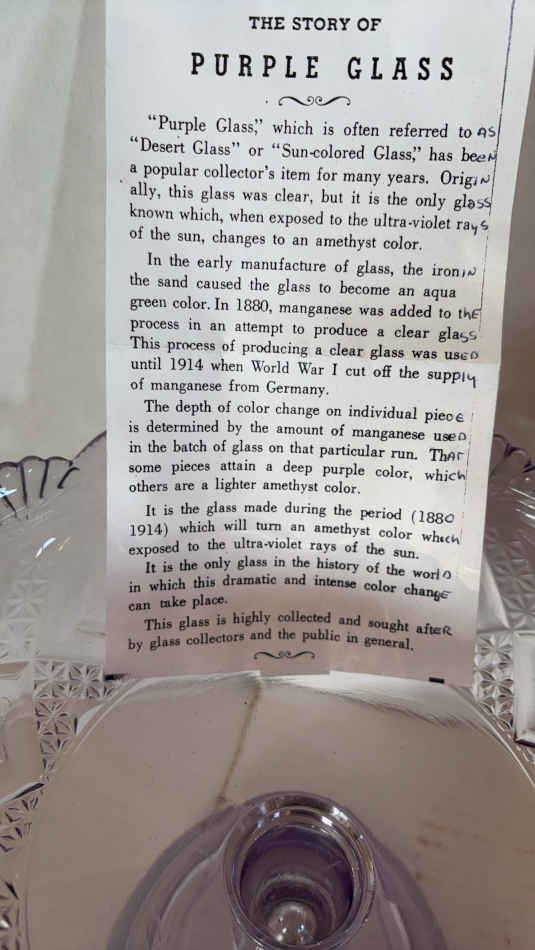 THE STORY OF
PURPLE GLASS
“Purple Glass,” which is often referred to AS
“Desert Glass” or “Sun-colored Glass,” has been
a popular collector's item for many years. Origin
ally, this glass was clear, but it is the only glass
known which, when exposed to the ultra-violet rays
of the sun, changes to an amethyst color.
In the early manufacture of glass, the iron in
the sand caused the glass to become an aqua
green color. In 1880, manganese was added to thE
process in an attempt to produce a clear glass
This process of producing a clear glass was useD
until 1914 when World War I cut off the supply
of manganese from Germany.
The depth of color change on individual piece
is determined by the amount of manganese useD
in the batch of glass on that particular run. ThAT
some pieces attain a deep purple color, which
others are a lighter amethyst color.
It is the glass made during the period (1880
1914) which will turn an amethyst color which
exposed to the ultra-violet rays of the sun.
It is the only glass in the history of the worlD
in which this dramatic and intense color changE
can take place.
This glass is highly collected and sought aftER
by glass collectors and the public in general.